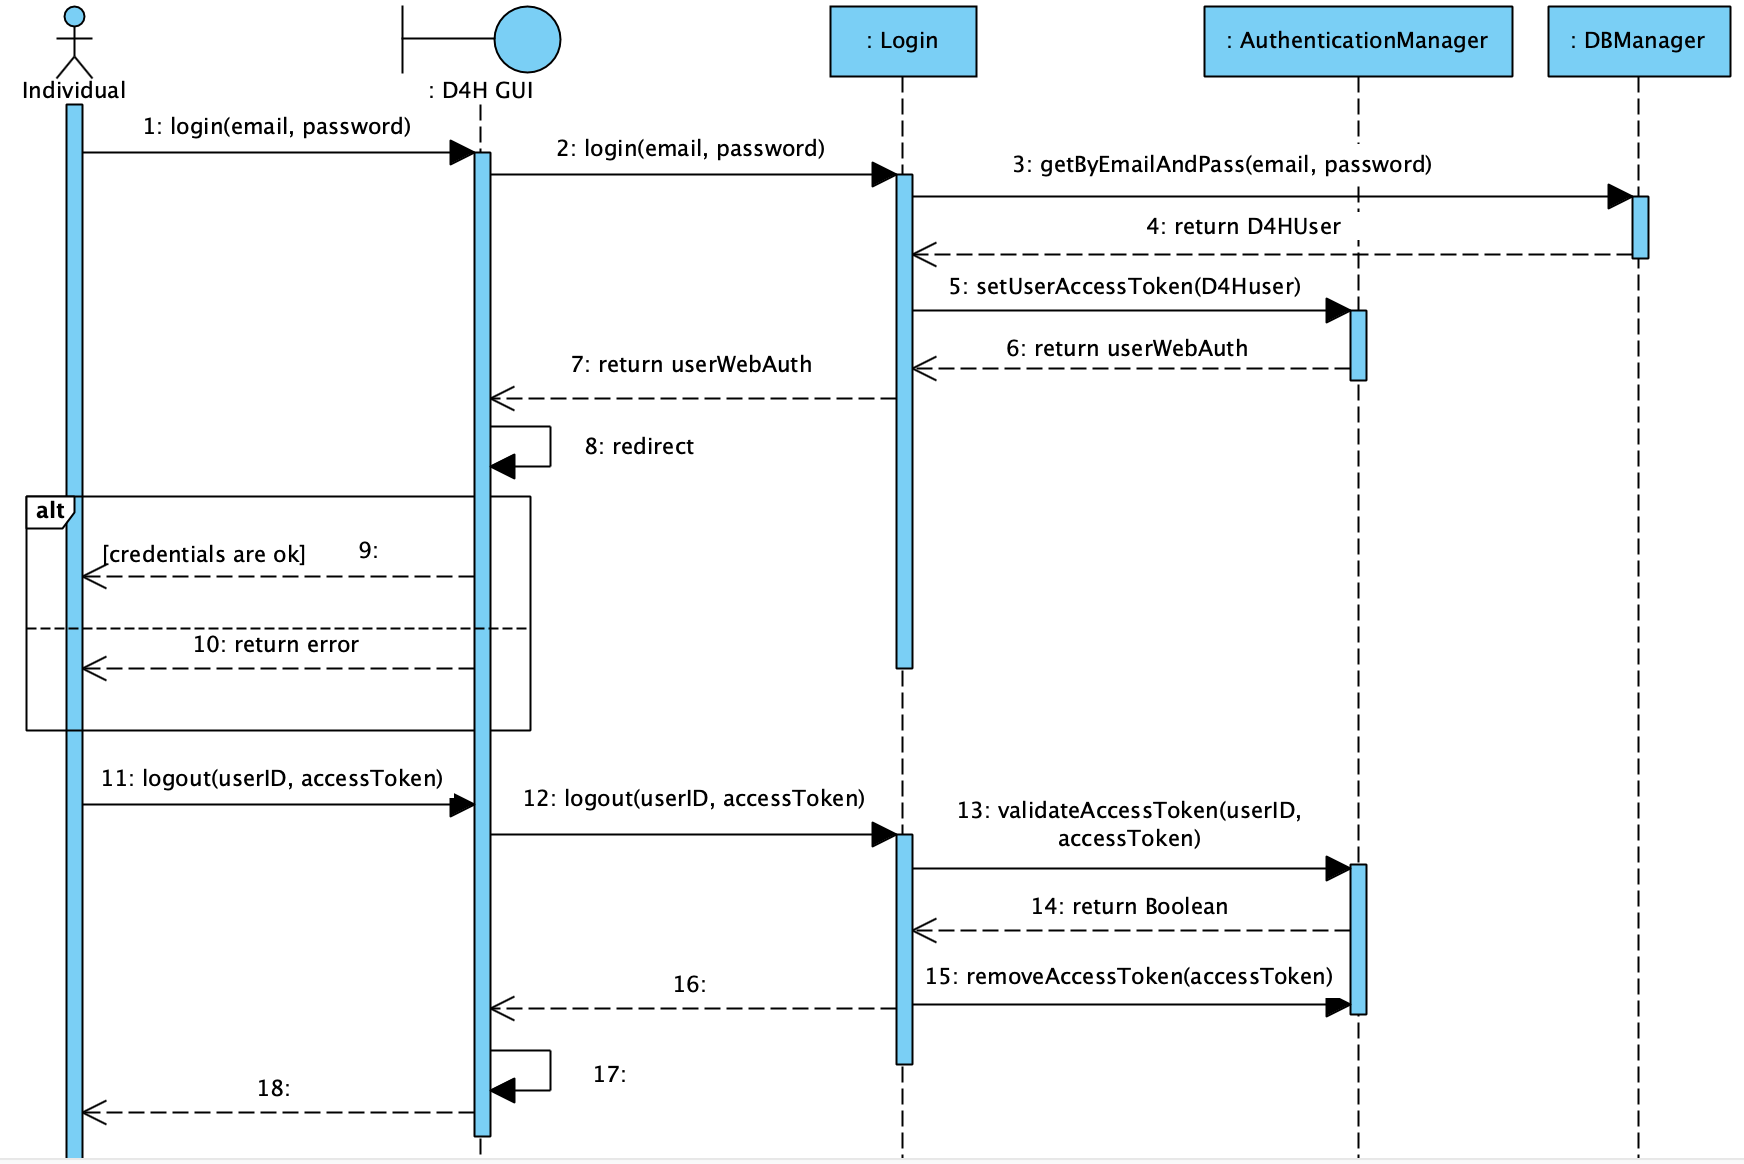 Individual
: D4H GUI
: Login
: AuthenticationManager
: DBManager
1: login(email, password)
2: login(email, password)
3: getByEmailAndPass(email, password)
4: return D4HUser
5: setUserAccessToken(D4Huser)
6: return userWebAuth
7: return userWebAuth
8: redirect
alt
[credentials are ok]
9:
10: return error
11: logout(userID, accessToken)
12: logout(userID, accessToken)
13: validateAccessToken(userID,
accessToken)
14: return Boolean
15: removeAccessToken(accessToken)
16:
17:
18: